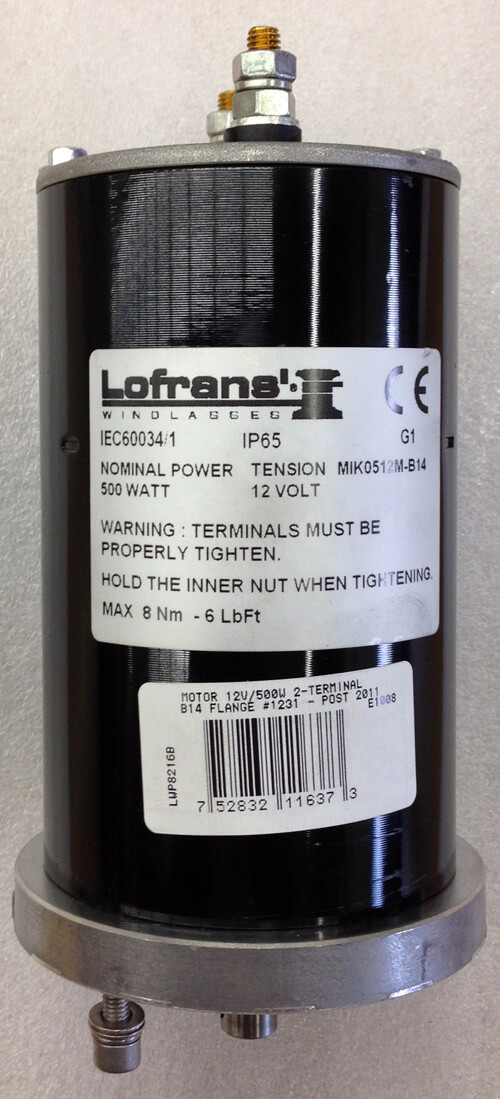 Lofrans'
WINDLASSES
CE
IEC60034/1 IP65 G1
NOMINAL POWER TENSION MIK0512M-B14
500 WATT 12 VOLT
WARNING : TERMINALS MUST BE
PROPERLY TIGHTEN.
HOLD THE INNER NUT WHEN TIGHTENING.
MAX 8 Nm - 6 LbFt
MOTOR 12V/500W 2-TERMINAL
B14 FLANGE #1231 - POST 2011
E1008
LWP8216B
7 52832 11637 3